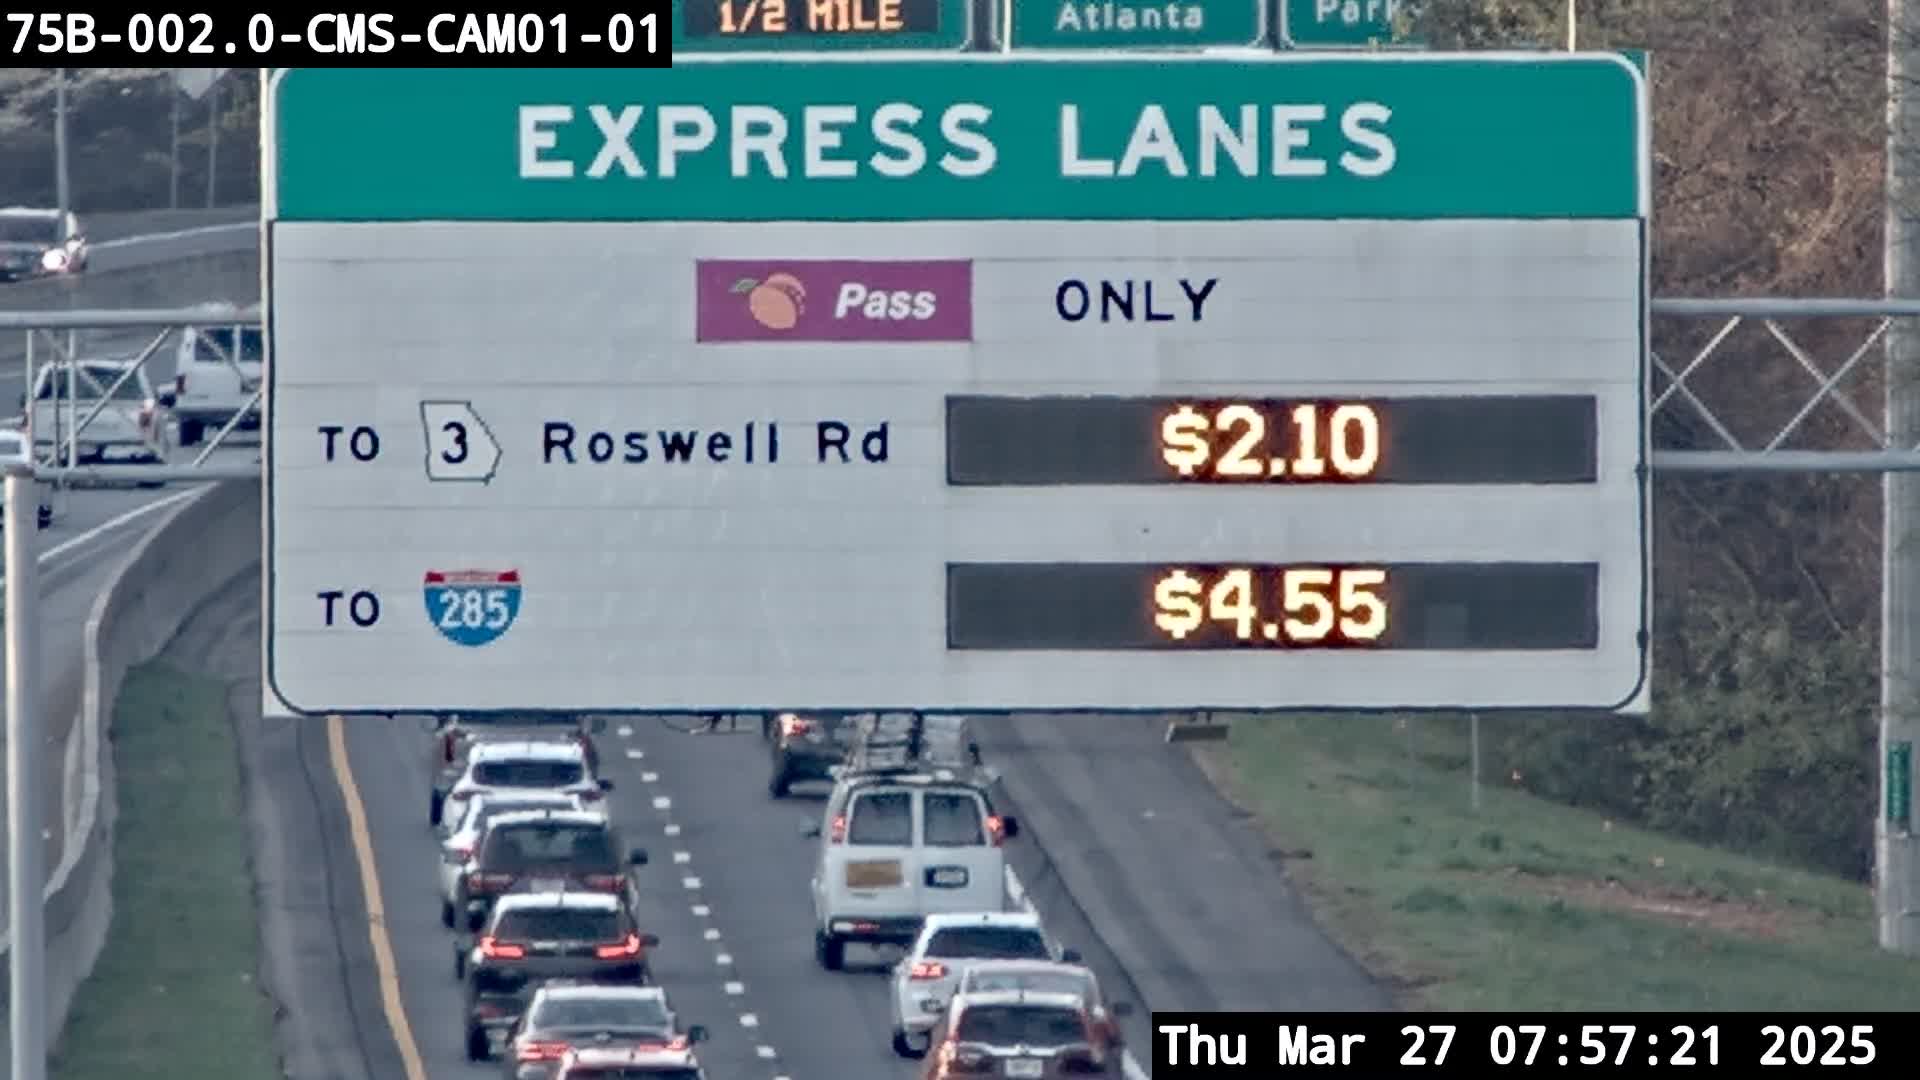 75B-002.0-CMS-CAM01-01
1/2 MILE
Atlanta
Park
EXPRESS LANES
Pass ONLY
TO 3 Roswell Rd $2.10
TO 285 $4.55
Thu Mar 27 07:57:21 2025